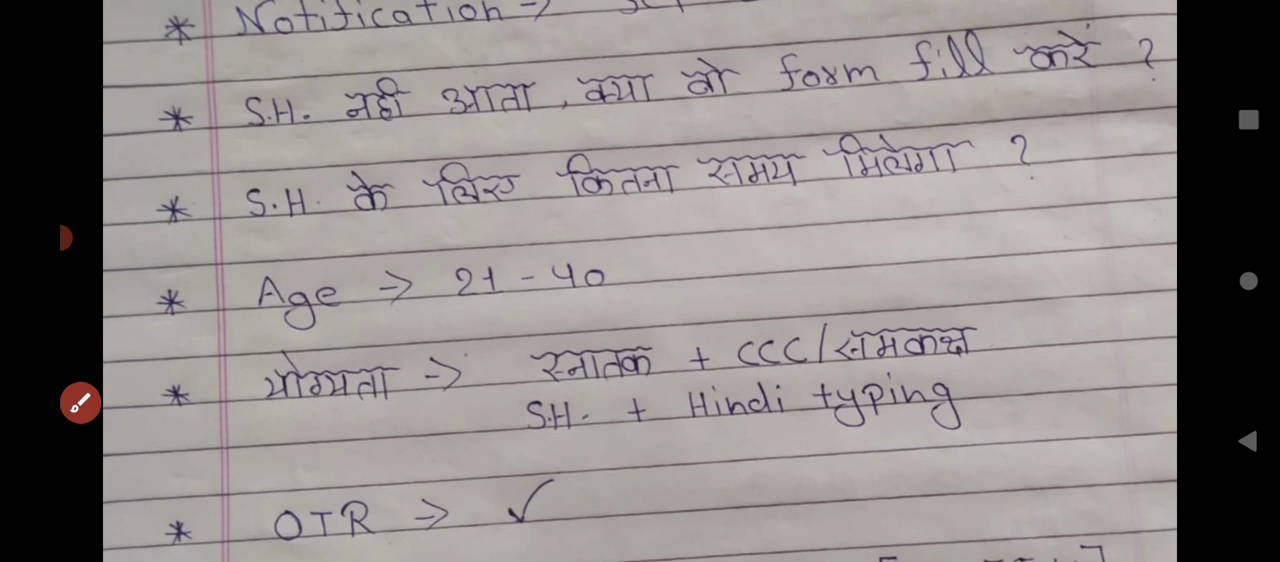 * Notification →
* S.H. नही आता, क्या वो form fill करें ?
* S.H. के लिए कितना समय मिलेगा ?
* Age → 21 - 40
* योग्यता → स्नातक + CCC/समकक्ष
S.H. + Hindi typing
* OTR → ✓